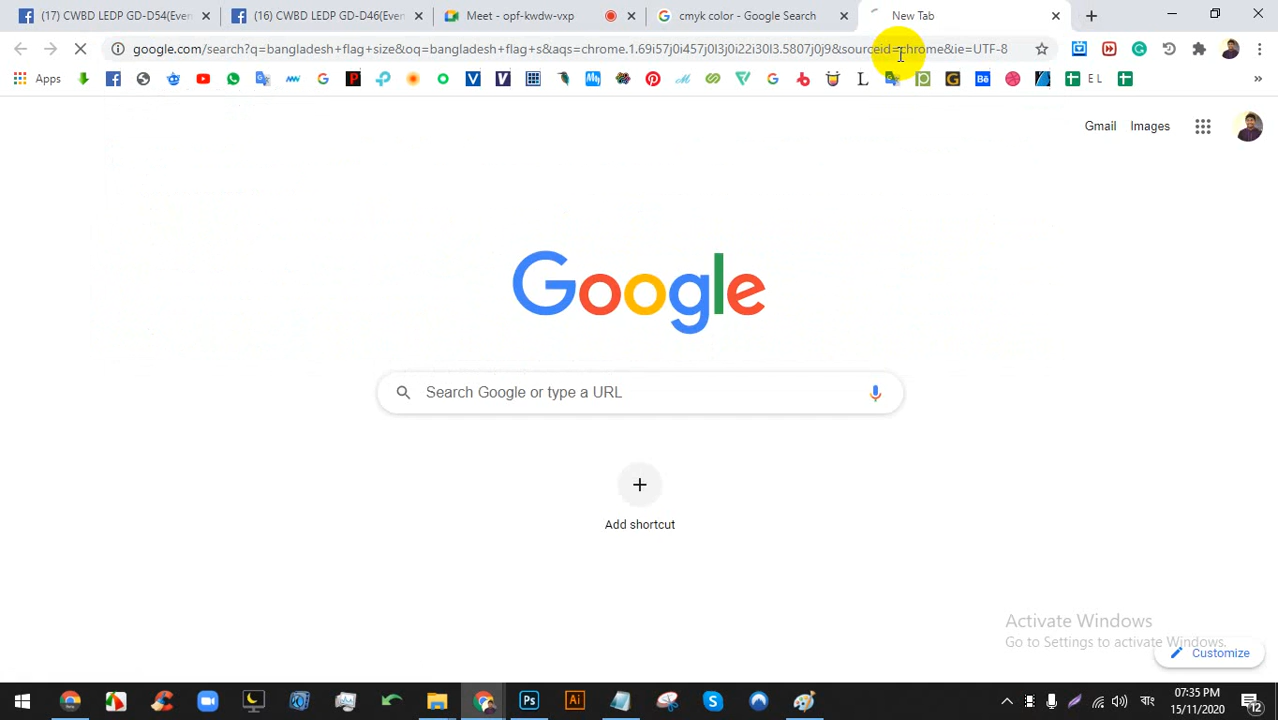 (17) CWBD LEDP GD-D54(Even
(16) CWBD LEDP GD-D46(Ever
Meet - opf-kwdw-vxp
cmyk color - Google Search
New Tab
google.com/search?q=bangladesh+flag+size&oq=bangladesh+flag+s&aqs=chrome.1.69i57j0i457j0l3j0i22i30l3.5807j0j9&sourceid=chrome&ie=UTF-8
Apps
E L
Gmail
Images
Google
Search Google or type a URL
Add shortcut
Activate Windows
Go to Settings to activate Windows.
Customize
07:35 PM
বাং
15/11/2020
12